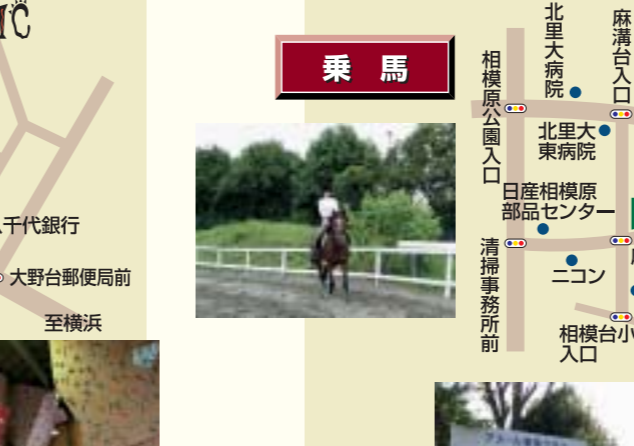 乗馬
八千代銀行
大野台郵便局前
至横浜
相模原公園入口
北里大病院
麻溝台入口
北里大
東病院
日産相模原
部品センター
清掃事務所前
ニコン
相模台小
入口